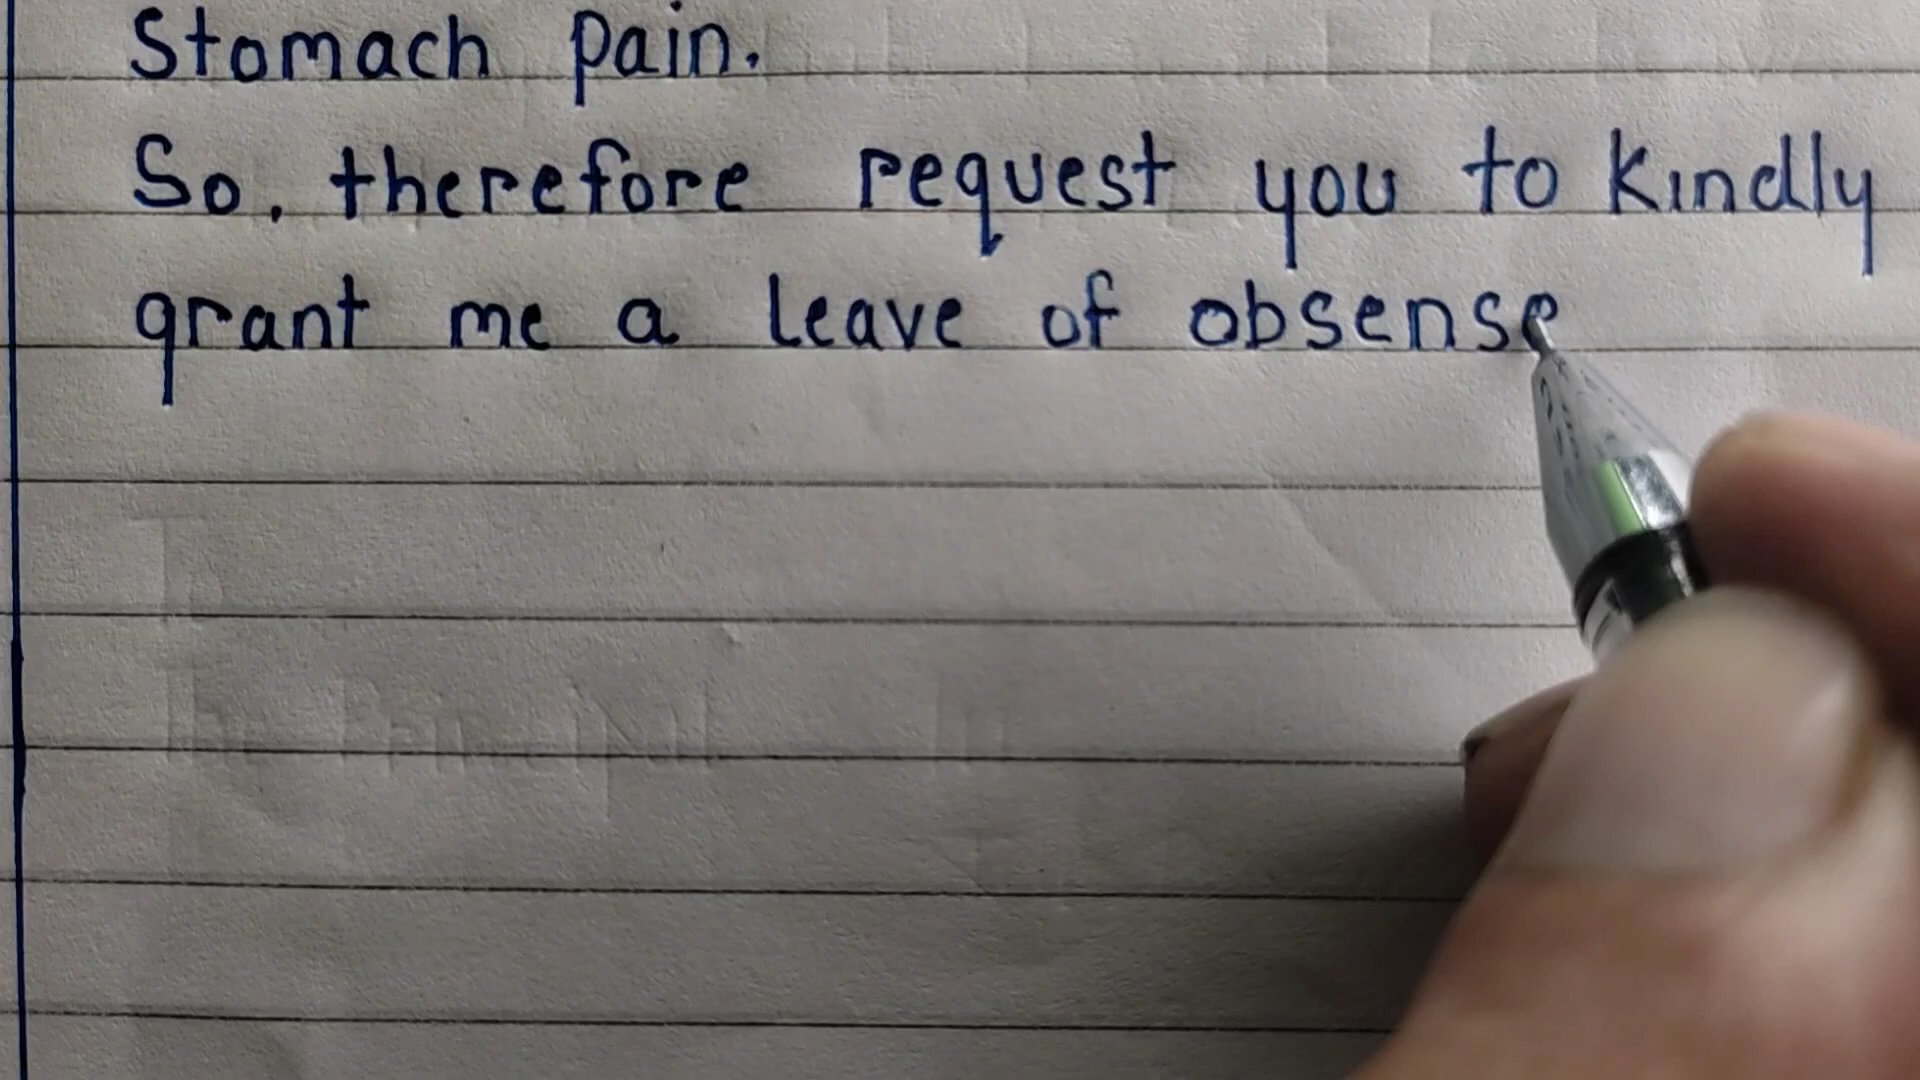 Stomach pain.
So, therefore request you to kindly
grant me a leave of obsense